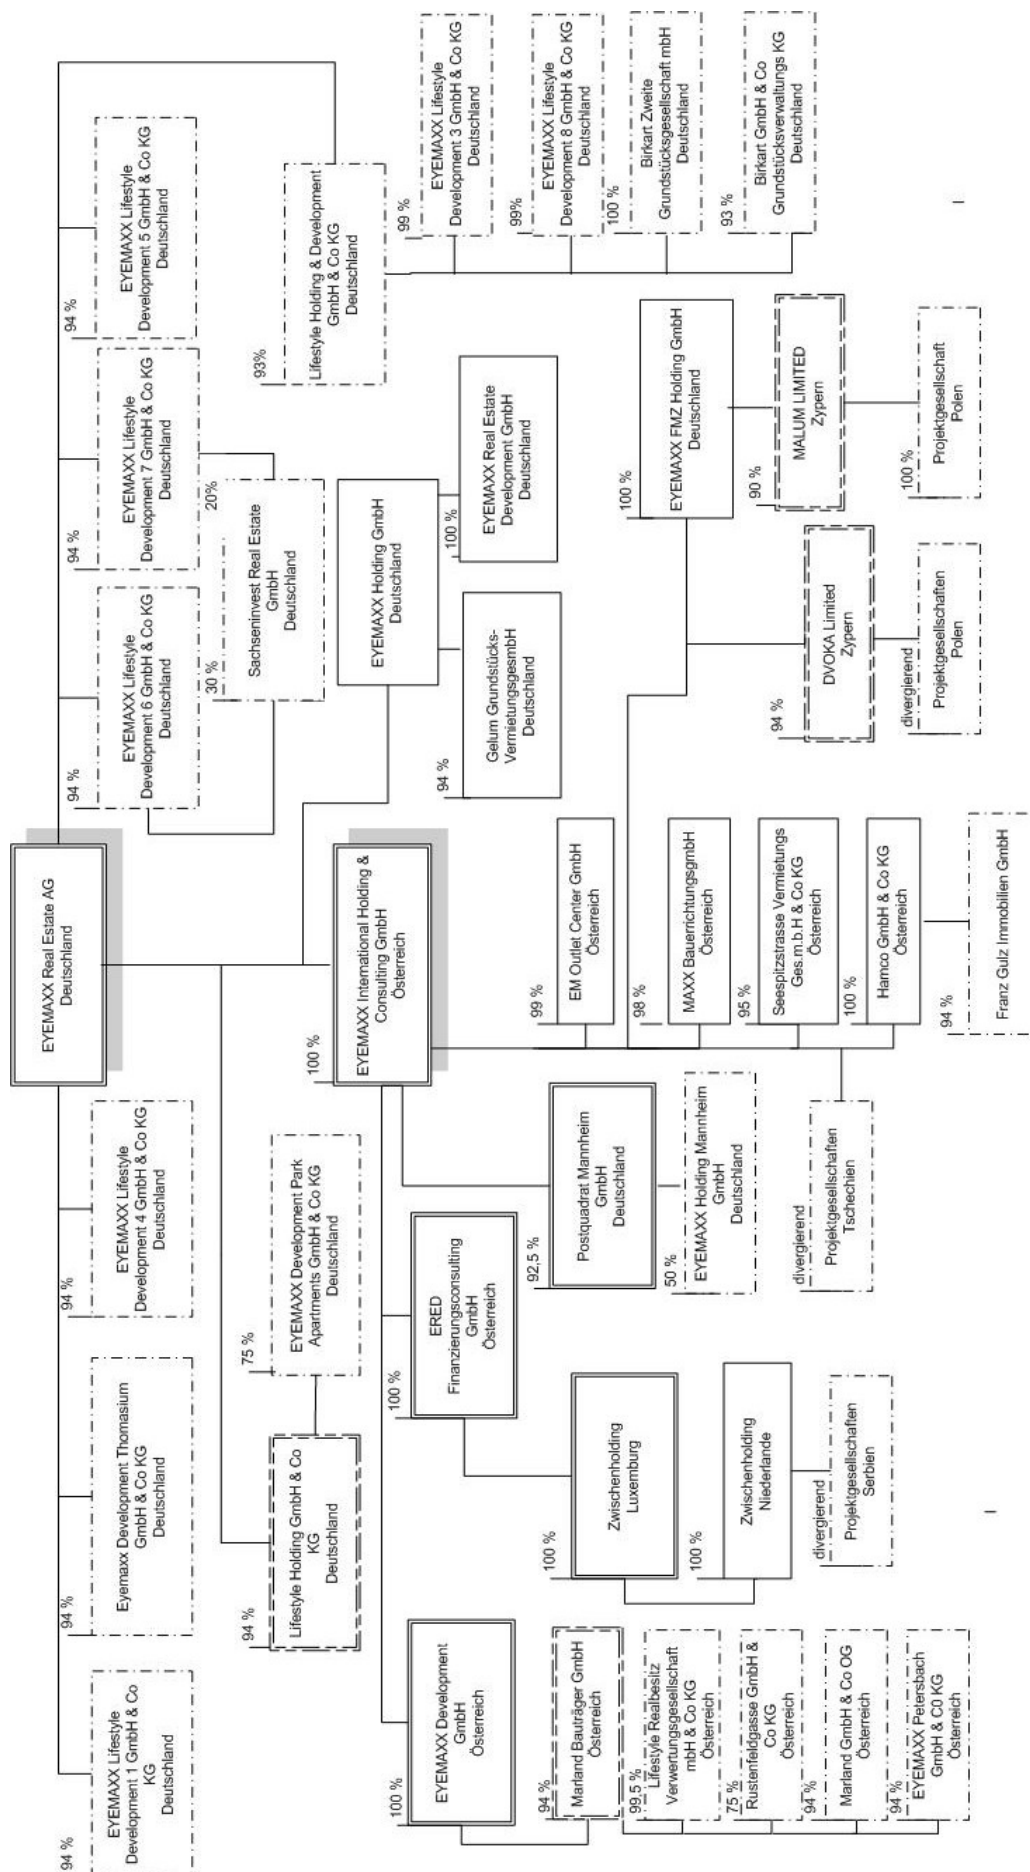 94 %
EYEMAXX Lifestyle
Development 1 GmbH & Co
KG
Deutschland
94 %
Eyemaxx Development Thomasium
GmbH & Co KG
Deutschland
94 %
EYEMAXX Lifestyle
Development 4 GmbH & Co KG
Deutschland
EYEMAXX Real Estate AG
Deutschland
94 %
EYEMAXX Lifestyle
Development 6 GmbH & Co KG
Deutschland
94 %
EYEMAXX Lifestyle
Development 7 GmbH & Co KG
Deutschland
94 %
EYEMAXX Lifestyle
Development 5 GmbH & Co KG
Deutschland
30 %
Sachseninvest Real Estate
GmbH
Deutschland
20%
93%
Lifestyle Holding & Development
GmbH & Co KG
Deutschland
94 %
Lifestyle Holding GmbH & Co
KG
Deutschland
75 %
EYEMAXX Development Park
Apartments GmbH & Co KG
Deutschland
100 %
EYEMAXX International Holding &
Consulting GmbH
Österreich
EYEMAXX Holding GmbH
Deutschland
99 %
EYEMAXX Lifestyle
Development 3 GmbH & Co KG
Deutschland
99%
EYEMAXX Lifestyle
Development 8 GmbH & Co KG
Deutschland
100 %
Birkart Zweite
Grundstücksgesellschaft mbH
Deutschland
93 %
Birkart GmbH & Co
Grundstücksverwaltungs KG
Deutschland
94 %
Gelum Grundstücks-
VermietungsgesmbH
Deutschland
100 %
EYEMAXX Real Estate
Development GmbH
Deutschland
100 %
EYEMAXX Development
GmbH
Österreich
100 %
ERED
Finanzierungsconsulting
GmbH
Österreich
92,5 %
Postquadrat Mannheim
GmbH
Deutschland
50 %
EYEMAXX Holding Mannheim
GmbH
Deutschland
99 %
EM Outlet Center GmbH
Österreich
98 %
MAXX BauerrichtungsgmbH
Österreich
95 %
Seespitzstrasse Vermietungs
Ges.m.b.H & Co KG
Österreich
100 %
Hamco GmbH & Co KG
Österreich
94 %
Franz Gulz Immobilien GmbH
100 %
EYEMAXX FMZ Holding GmbH
Deutschland
94 %
DVOKA Limited
Zypern
90 %
MALUM LIMITED
Zypern
divergierend
Projektgesellschaften
Polen
100 %
Projektgesellschaft
Polen
94 %
Marland Bauträger GmbH
Österreich
99,5 %
Lifestyle Realbesitz
Verwertungsgesellschaft
mbH & Co KG
Österreich
75 %
Rustenfeldgasse GmbH &
Co KG
Österreich
94 %
Marland GmbH & Co OG
Österreich
94 %
EYEMAXX Petersbach
GmbH & C0 KG
Österreich
100 %
Zwischenholding
Luxemburg
100 %
Zwischenholding
Niederlande
divergierend
Projektgesellschaften
Serbien
divergierend
Projektgesellschaften
Tschechien